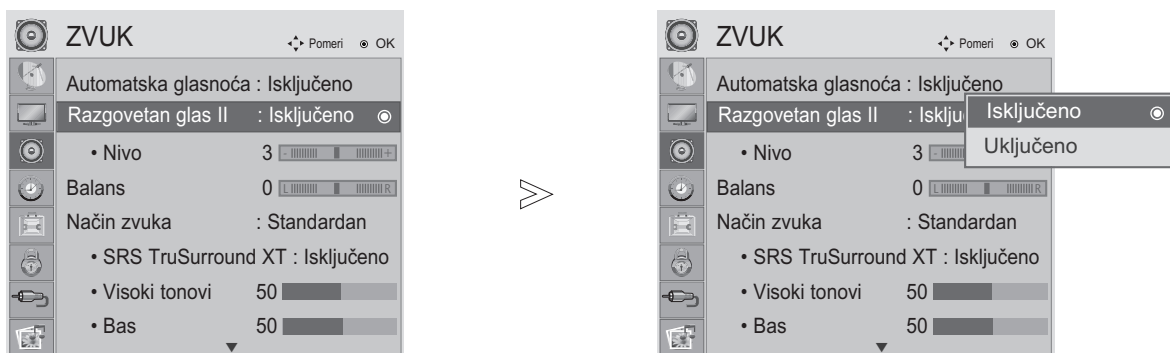 ZVUK
Pomeri OK
Automatska glasnoća : Isključeno
Razgovetan glas II : Isključeno
• Nivo 3 - +
Balans 0 L R
Način zvuka : Standardan
• SRS TruSurround XT : Isključeno
• Visoki tonovi 50
• Bas 50
ZVUK
Pomeri OK
Automatska glasnoća : Isključeno
Razgovetan glas II : Isklju
Isključeno
Uključeno
• Nivo 3 -
Balans 0 L R
Način zvuka : Standardan
• SRS TruSurround XT : Isključeno
• Visoki tonovi 50
• Bas 50